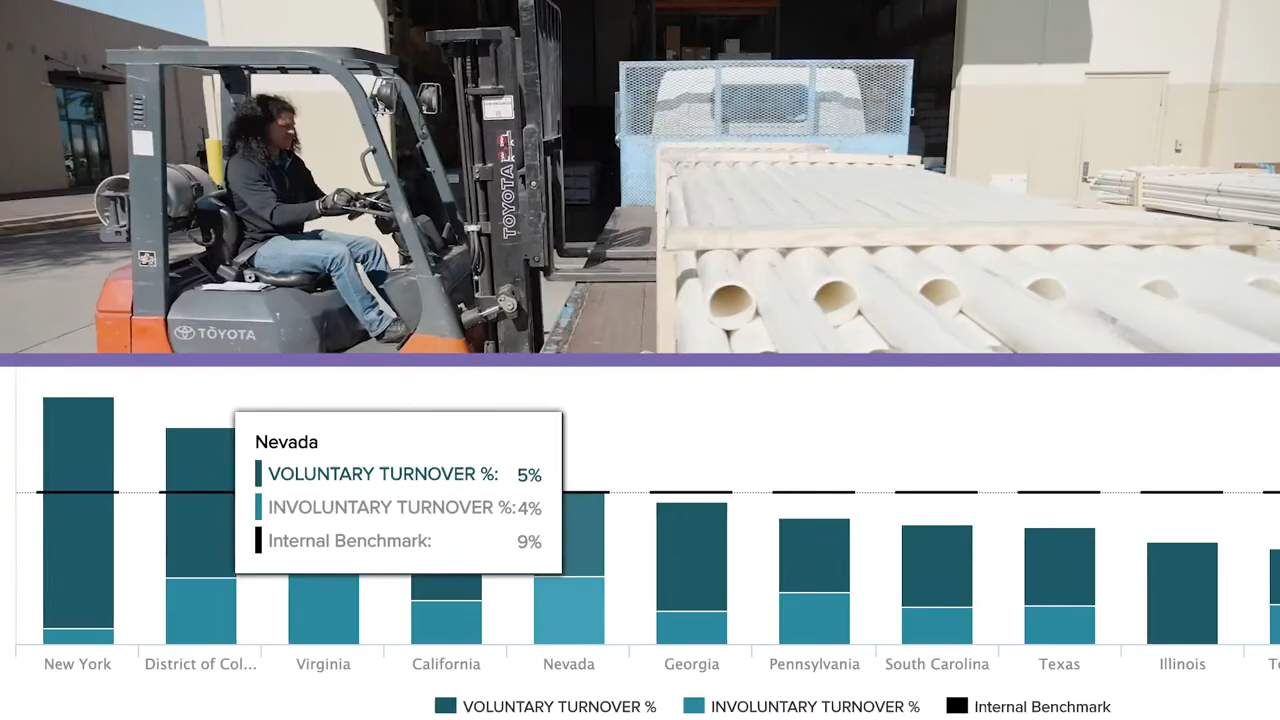 TOYOTA
TOYOTA
Nevada
VOLUNTARY TURNOVER %: 5%
INVOLUNTARY TURNOVER %: 4%
Internal Benchmark: 9%
New York
District of Col...
Virginia
California
Nevada
Georgia
Pennsylvania
South Carolina
Texas
Illinois
VOLUNTARY TURNOVER %
INVOLUNTARY TURNOVER %
Internal Benchmark